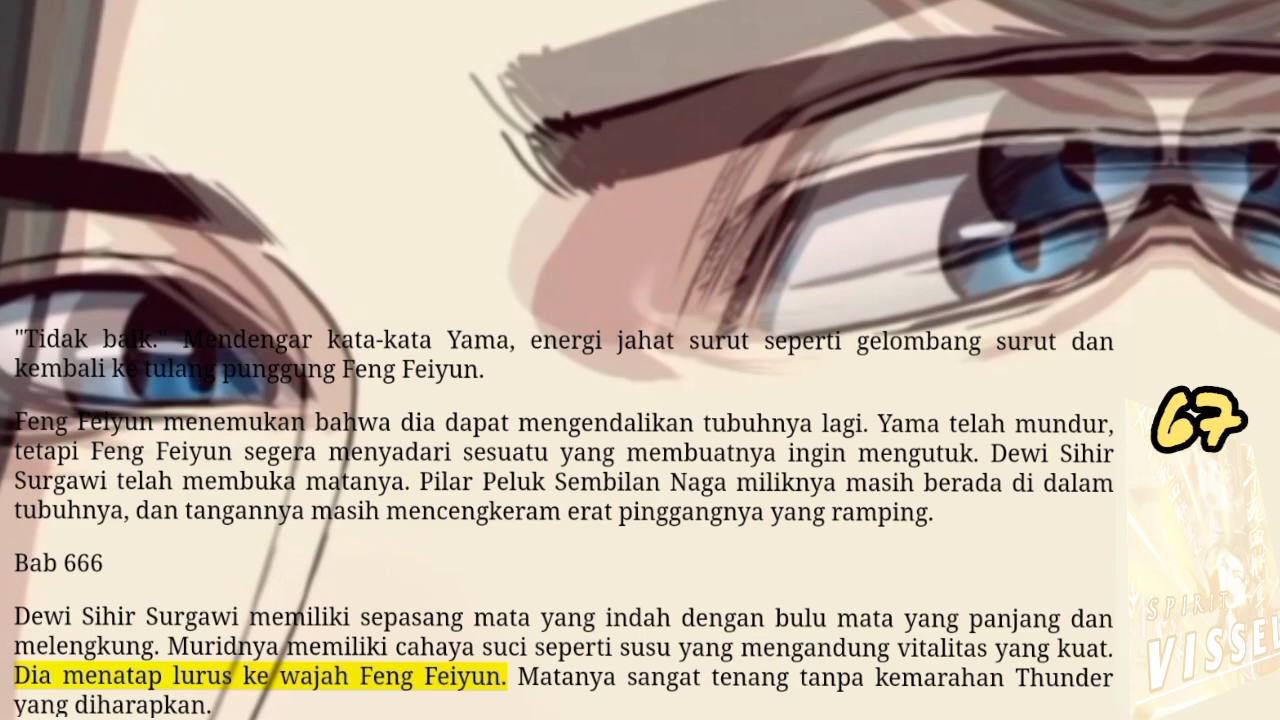 "Tidak baik." Mendengar kata-kata Yama, energi jahat surut seperti gelombang surut dan
kembali ke tulang punggung Feng Feiyun.
Feng Feiyun menemukan bahwa dia dapat mengendalikan tubuhnya lagi. Yama telah mundur,
tetapi Feng Feiyun segera menyadari sesuatu yang membuatnya ingin mengutuk. Dewi Sihir
Surgawi telah membuka matanya. Pilar Peluk Sembilan Naga miliknya masih berada di dalam
tubuhnya, dan tangannya masih mencengkeram erat pinggangnya yang ramping.
Bab 666
Dewi Sihir Surgawi memiliki sepasang mata yang indah dengan bulu mata yang panjang dan
melengkung. Muridnya memiliki cahaya suci seperti susu yang mengandung vitalitas yang kuat.
Dia menatap lurus ke wajah Feng Feiyun. Matanya sangat tenang tanpa kemarahan Thunder
yang diharapkan.
67
SPIRIT
VISSEL